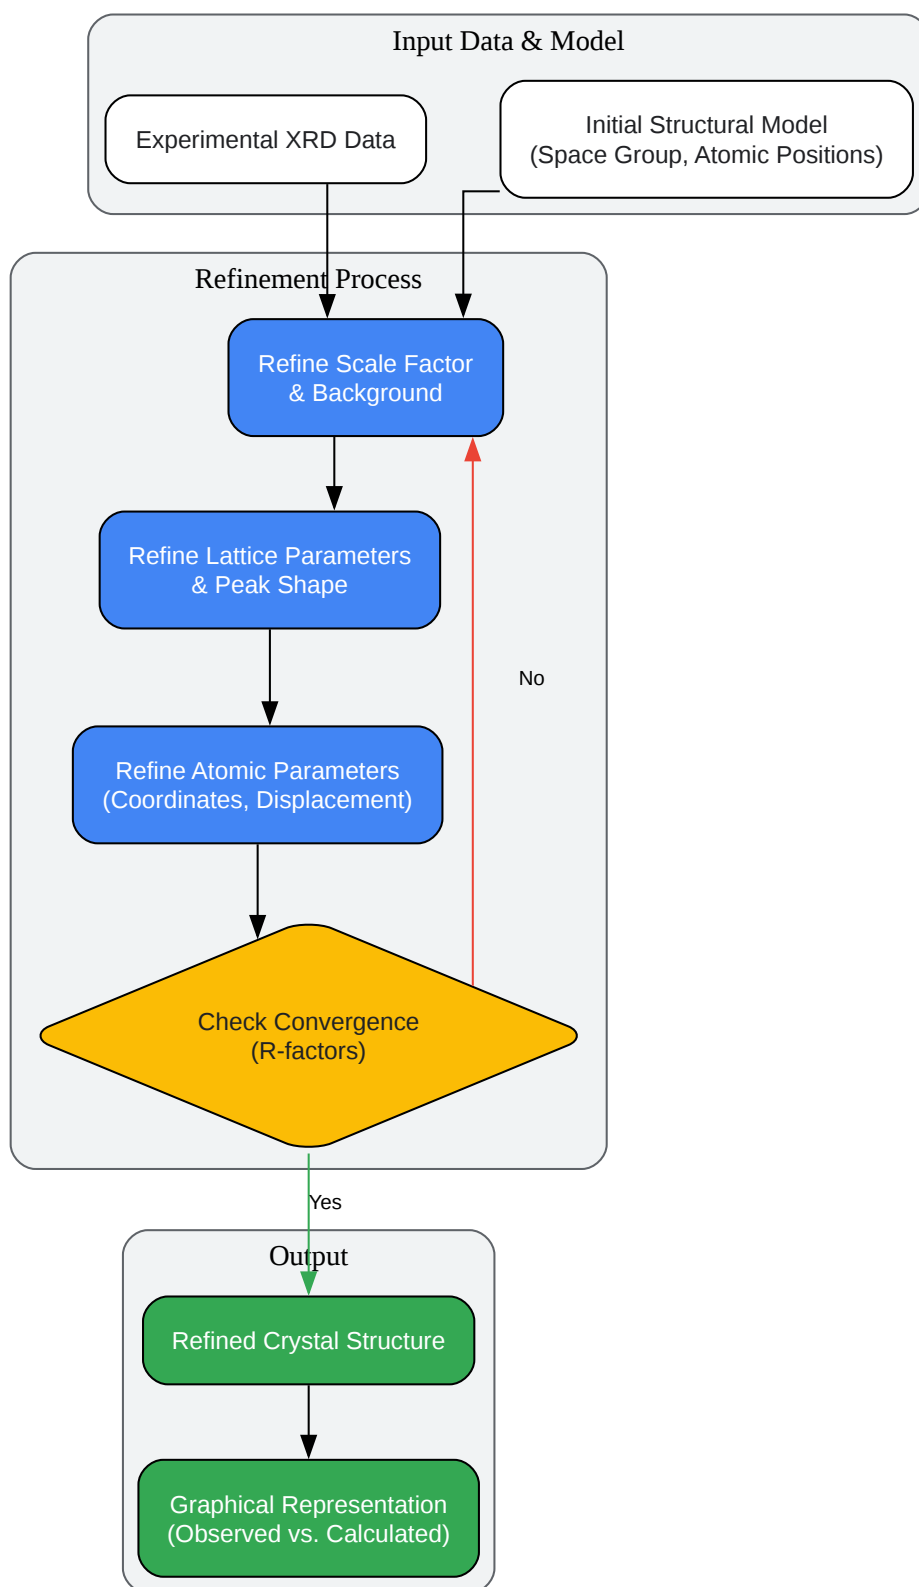 Input Data & Model
Experimental XRD Data
Initial Structural Model
(Space Group, Atomic Positions)
Refinement Process
Refine Scale Factor
& Background
Refine Lattice Parameters
& Peak Shape
No
Refine Atomic Parameters
(Coordinates, Displacement)
Check Convergence
(R-factors)
Yes
Output
Refined Crystal Structure
Graphical Representation
(Observed vs. Calculated)